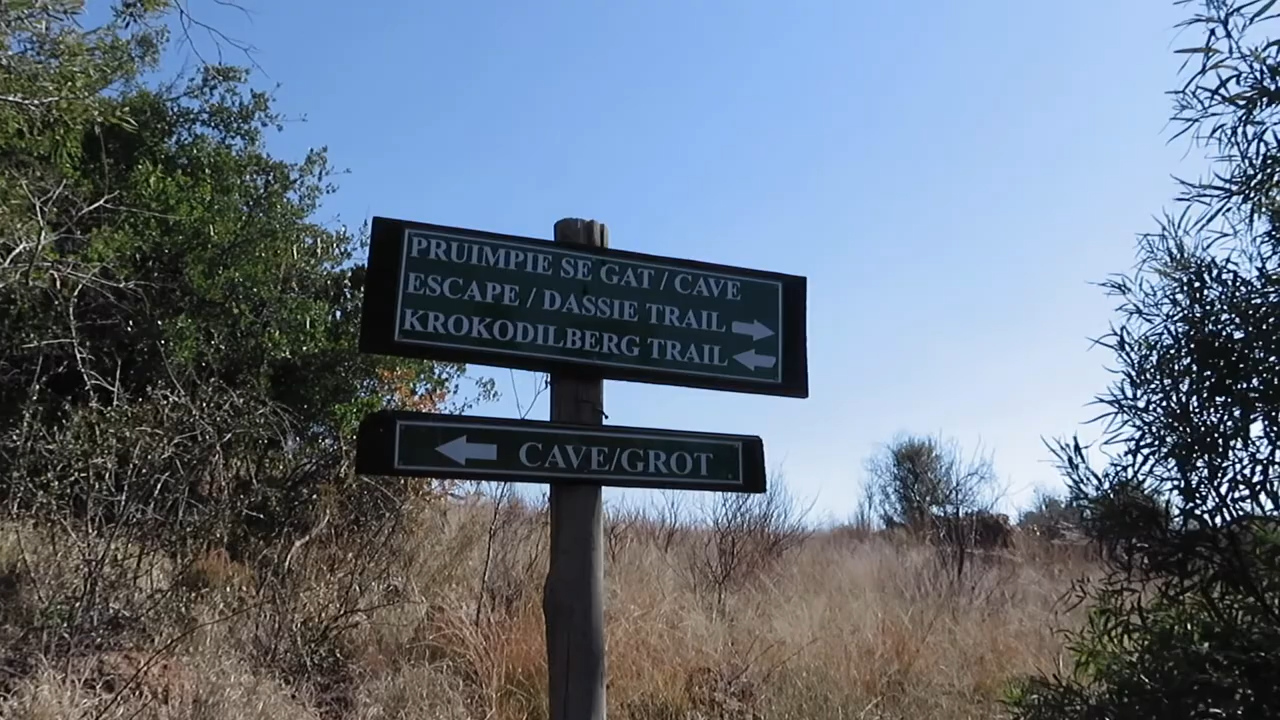 PRUIMPIE SE GAT / CAVE
ESCAPE / DASSIE TRAIL
KROKODILBERG TRAIL
CAVE/GROT